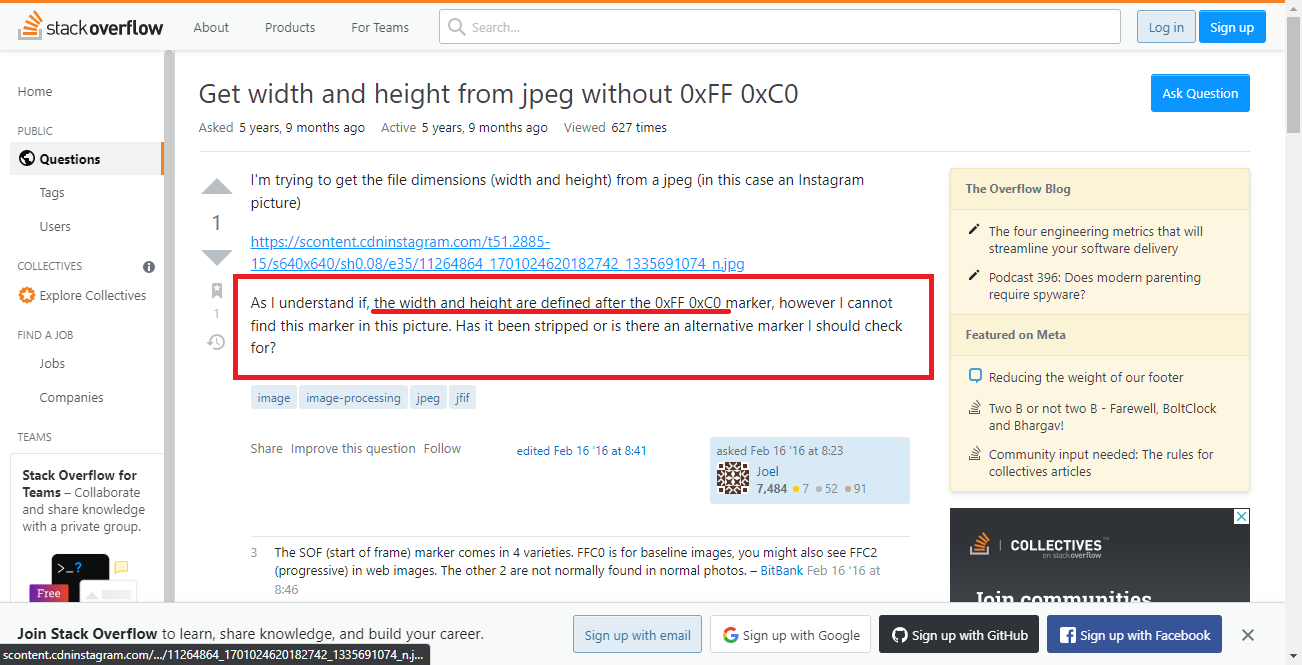 stackoverflow About Products For Teams Search... Log in Sign up
Home
PUBLIC
Questions
Tags
Users
COLLECTIVES
Explore Collectives
FIND A JOB
Jobs
Companies
TEAMS
Stack Overflow for
Teams – Collaborate
and share knowledge
with a private group.
>_?
Free
Get width and height from jpeg without 0xFF 0xC0
Ask Question
Asked 5 years, 9 months ago Active 5 years, 9 months ago Viewed 627 times
1
I'm trying to get the file dimensions (width and height) from a jpeg (in this case an Instagram
picture)
https://scontent.cdninstagram.com/t51.2885-
15/s640x640/sh0.08/e35/11264864_1701024620182742_1335691074_n.jpg
1
As I understand if, the width and height are defined after the 0xFF 0xC0 marker, however I cannot
find this marker in this picture. Has it been stripped or is there an alternative marker I should check
for?
image image-processing jpeg jfif
Share Improve this question Follow
edited Feb 16 '16 at 8:41
asked Feb 16 '16 at 8:23
Joel
7,484 7 52 91
3
The SOF (start of frame) marker comes in 4 varieties. FFC0 is for baseline images, you might also see FFC2
(progressive) in web images. The other 2 are not normally found in normal photos. – BitBank Feb 16 '16 at
8:46
The Overflow Blog
The four engineering metrics that will
streamline your software delivery
Podcast 396: Does modern parenting
require spyware?
Featured on Meta
Reducing the weight of our footer
Two B or not two B - Farewell, BoltClock
and Bhargav!
Community input needed: The rules for
collectives articles
COLLECTIVES™
on stackoverflow
Join communities
Join Stack Overflow to learn, share knowledge, and build your career.
Sign up with email
Sign up with Google
Sign up with GitHub
Sign up with Facebook
scontent.cdninstagram.com/.../11264864_1701024620182742_1335691074_n.j...